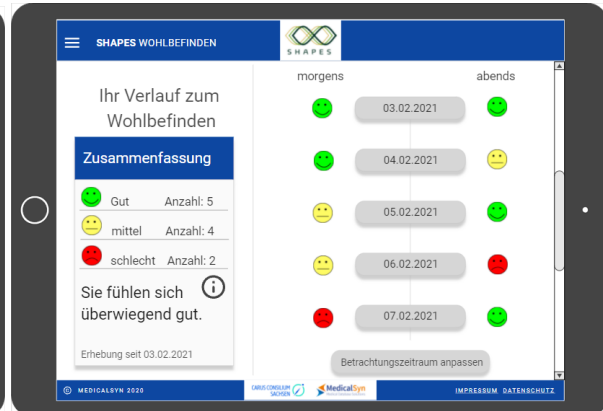 SHAPES WOHLBEFINDEN
SHAPES
Ihr Verlauf zum
Wohlbefinden
Zusammenfassung
Gut Anzahl: 5
mittel Anzahl: 4
schlecht Anzahl: 2
Sie fühlen sich
überwiegend gut.
Erhebung seit 03.02.2021
morgens abends
03.02.2021
04.02.2021
05.02.2021
06.02.2021
07.02.2021
Betrachtungszeitraum anpassen
© MEDICALSYN 2020
CARUS CONSILIUM
SACHSEN
MedicalSyn
IMPRESSUM DATENSCHUTZ